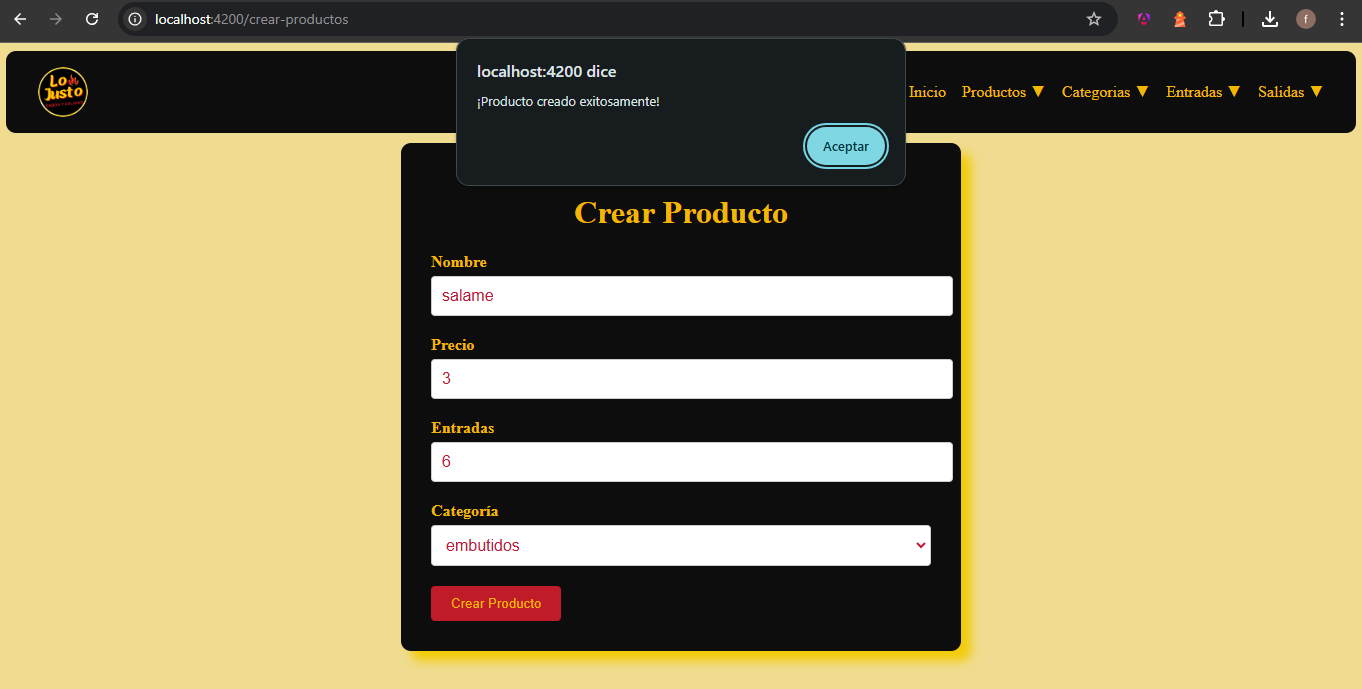 localhost:4200/crear-productos
f
localhost:4200 dice
¡Producto creado exitosamente!
Aceptar
Lo
Justo
Inicio Productos ▼ Categorias ▼ Entradas ▼ Salidas ▼
Crear Producto
Nombre
salame
Precio
3
Entradas
6
Categoría
embutidos
Crear Producto